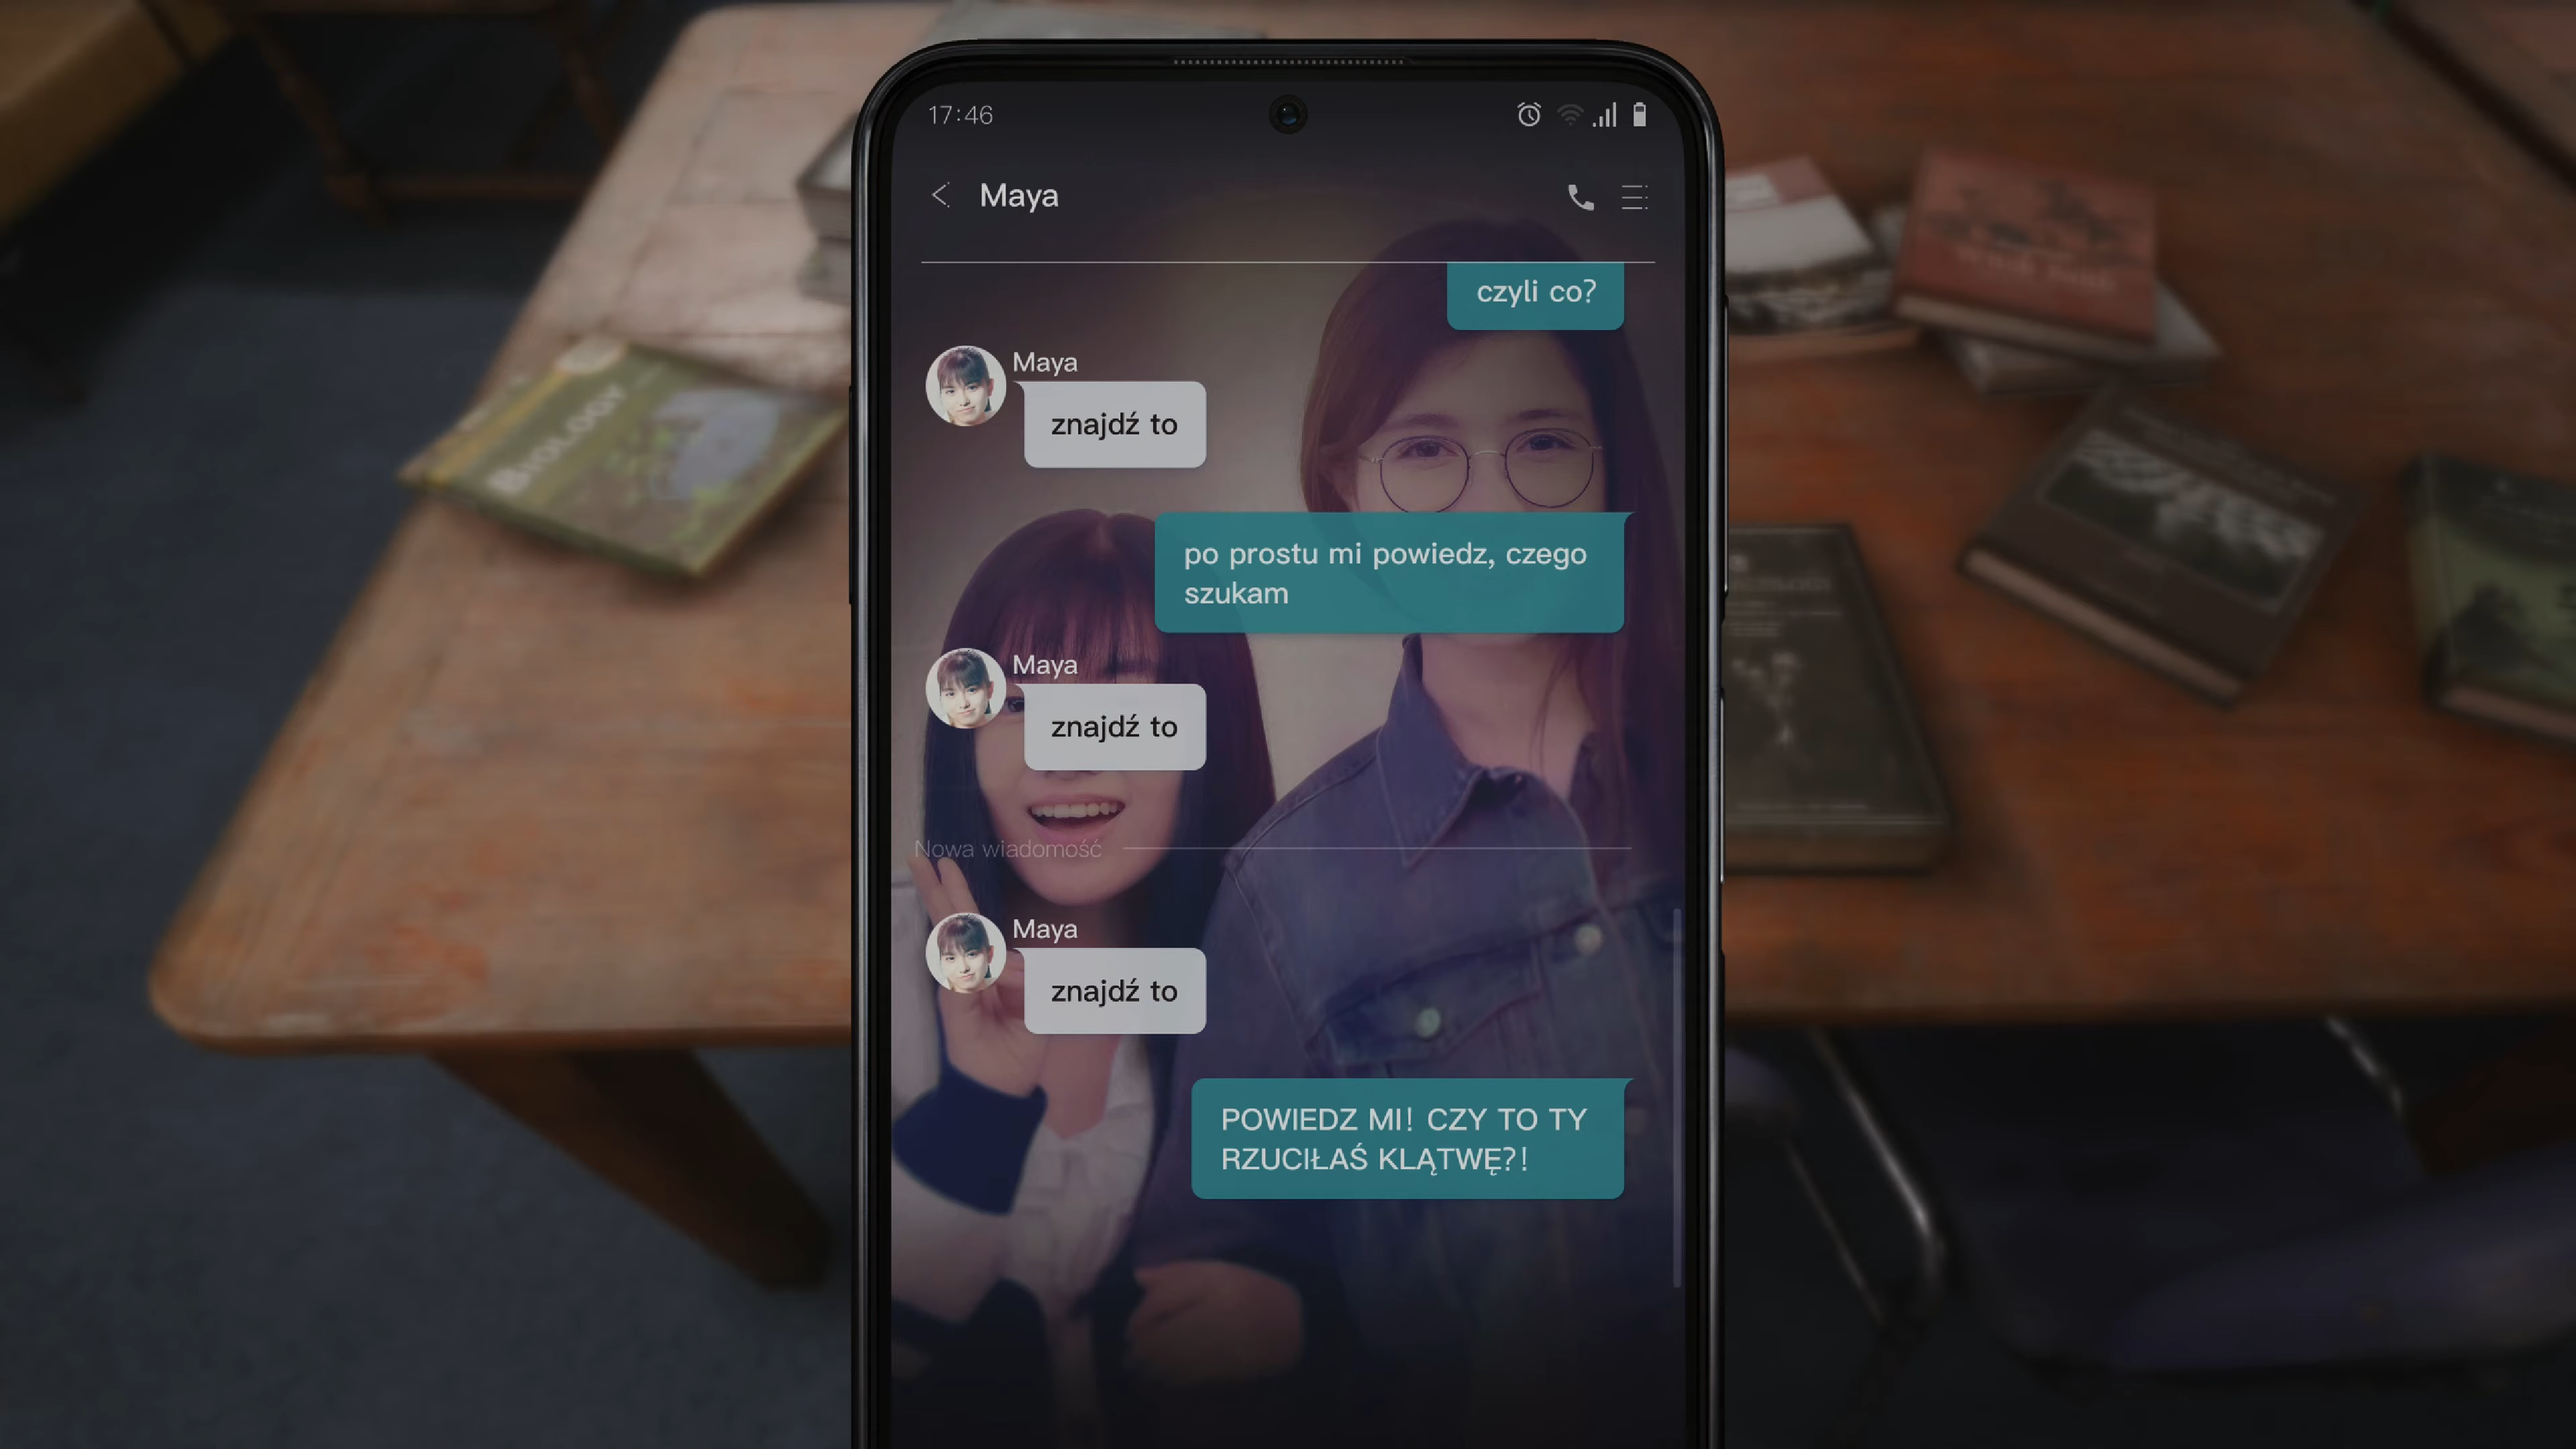 17:46
Maya
czyli co?
Maya
znajdź to
po prostu mi powiedz, czego
szukam
Maya
znajdź to
Nowa wiadomość
Maya
znajdź to
POWIEDZ MI! CZY TO TY
RZUCIŁAŚ KLĄTWĘ?!
BIOLOGY